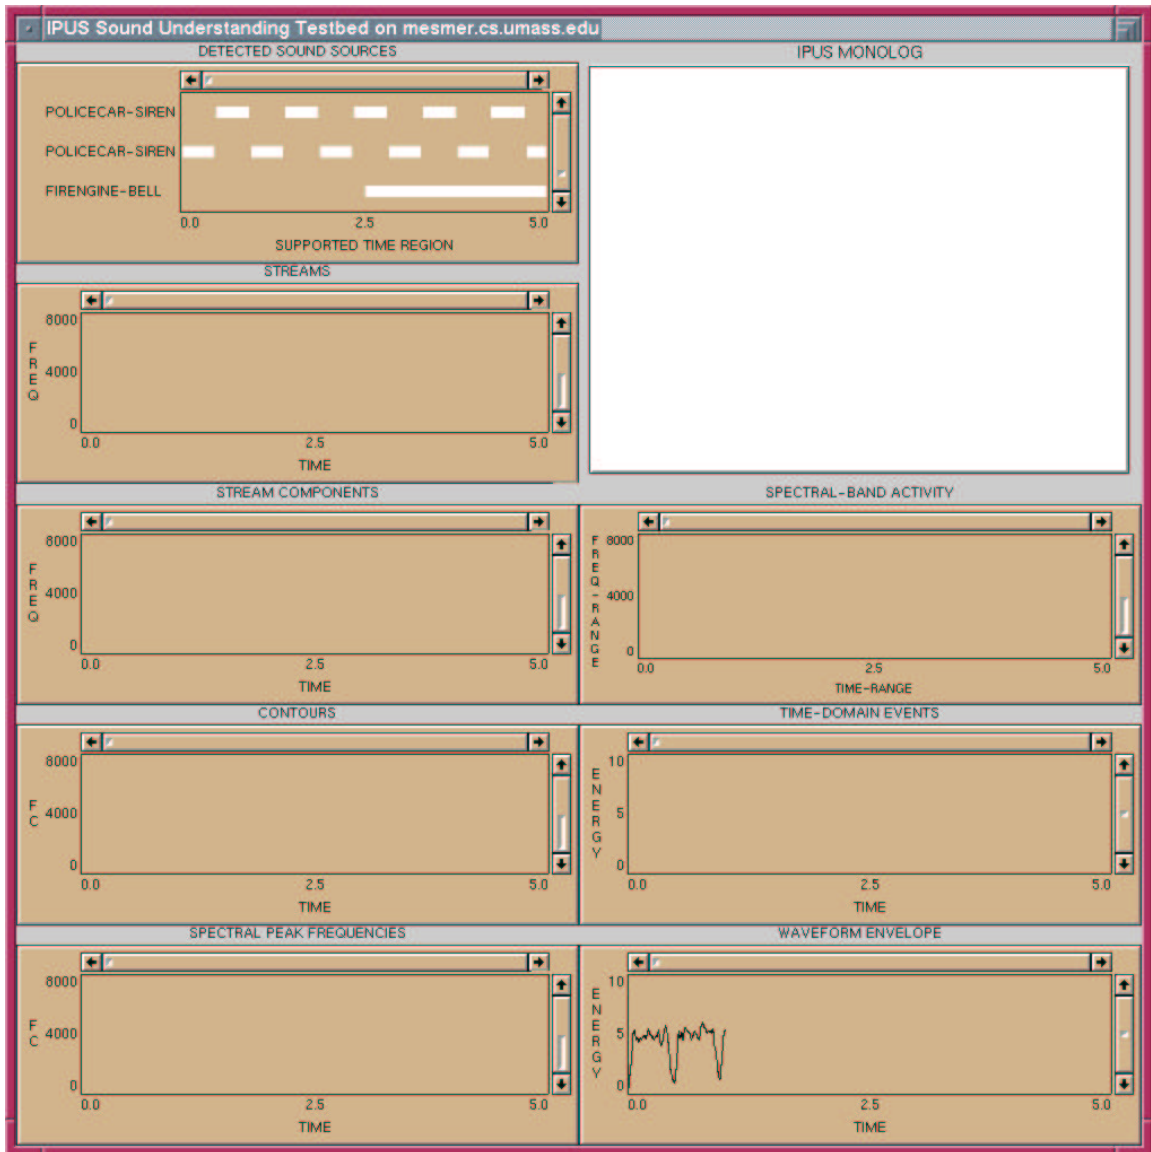 IPUS Sound Understanding Testbed on mesmer.cs.umass.edu
DETECTED SOUND SOURCES
POLICECAR-SIREN
POLICECAR-SIREN
FIRENGINE-BELL
0.0 2.5 5.0
SUPPORTED TIME REGION
IPUS MONOLOG
STREAMS
FREQ
8000
4000
0
0.0 2.5 5.0
TIME
STREAM COMPONENTS
FREQ
8000
4000
0
0.0 2.5 5.0
TIME
SPECTRAL-BAND ACTIVITY
FREQ-RANGE
8000
4000
0
0.0 2.5 5.0
TIME-RANGE
CONTOURS
FC
8000
4000
0
0.0 2.5 5.0
TIME
TIME-DOMAIN EVENTS
ENERGY
10
5
0
0.0 2.5 5.0
TIME
SPECTRAL PEAK FREQUENCIES
FC
8000
4000
0
0.0 2.5 5.0
TIME
WAVEFORM ENVELOPE
ENERGY
10
5
0
0.0 2.5 5.0
TIME